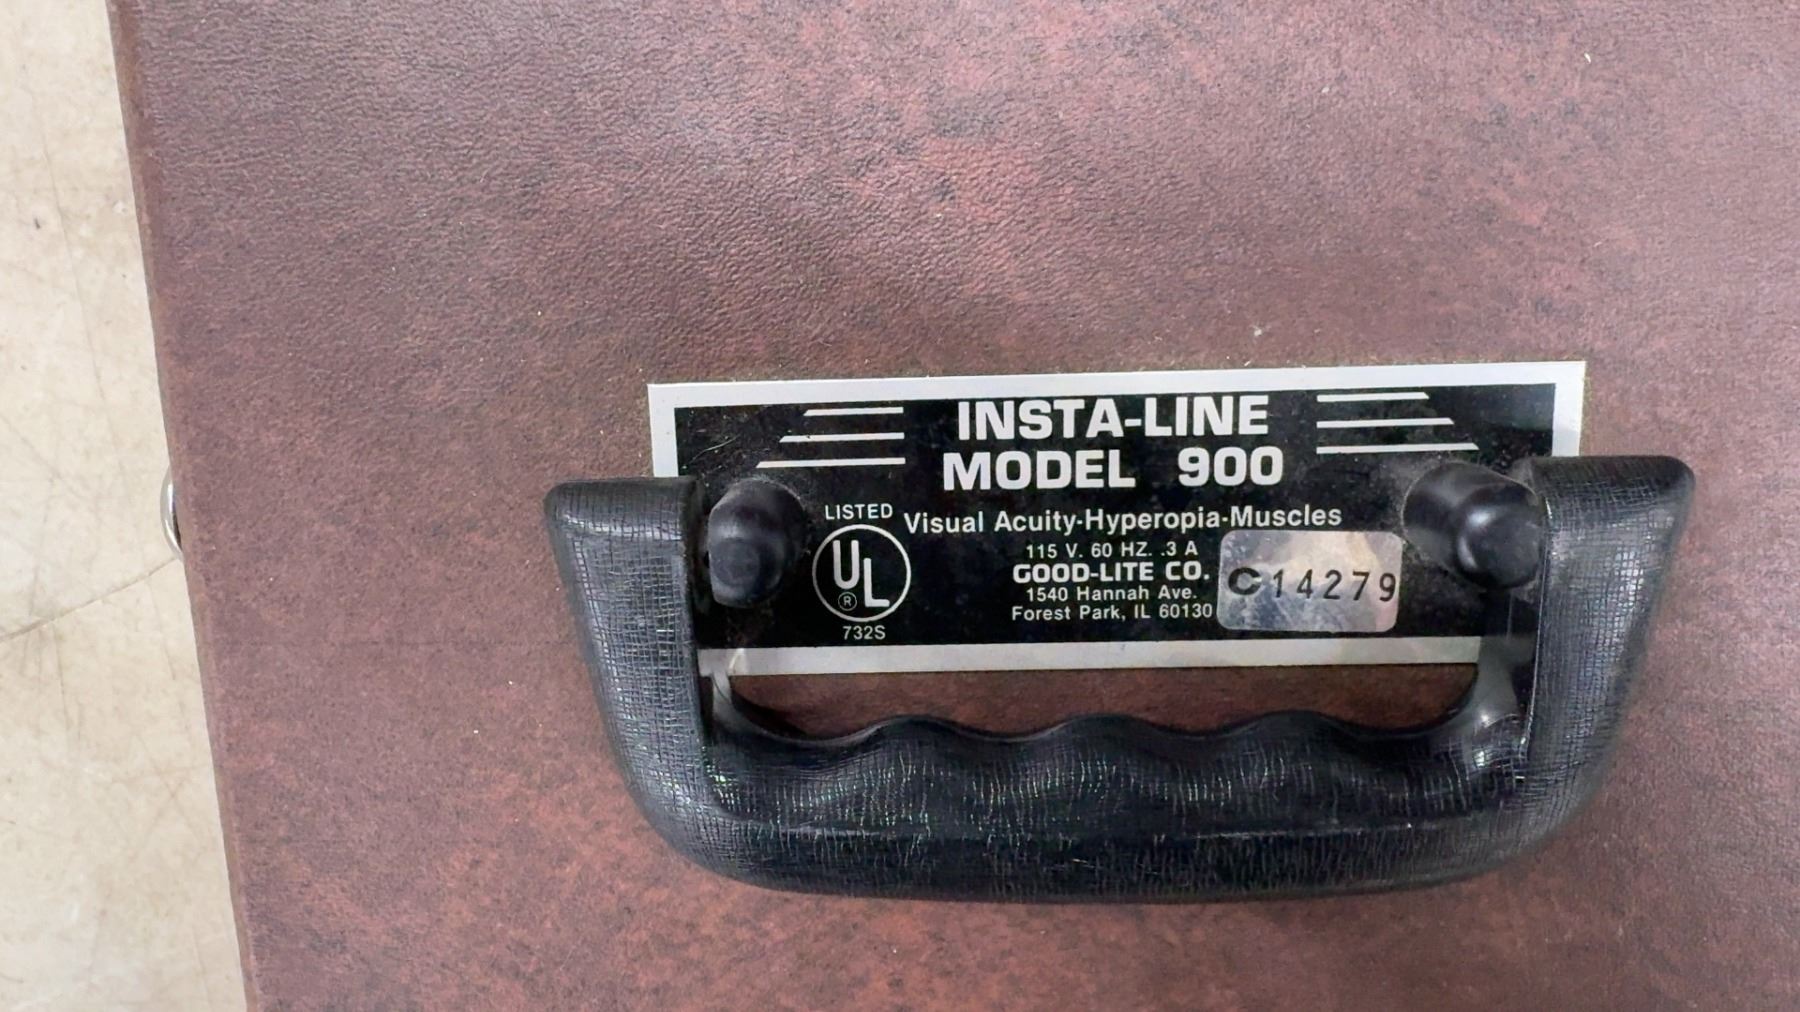 INSTA-LINE
MODEL 900
LISTED
Visual Acuity-Hyperopia-Muscles
UL
®
732S
115 V. 60 HZ. .3 A
GOOD-LITE CO.
1540 Hannah Ave.
Forest Park, IL 60130
C14279